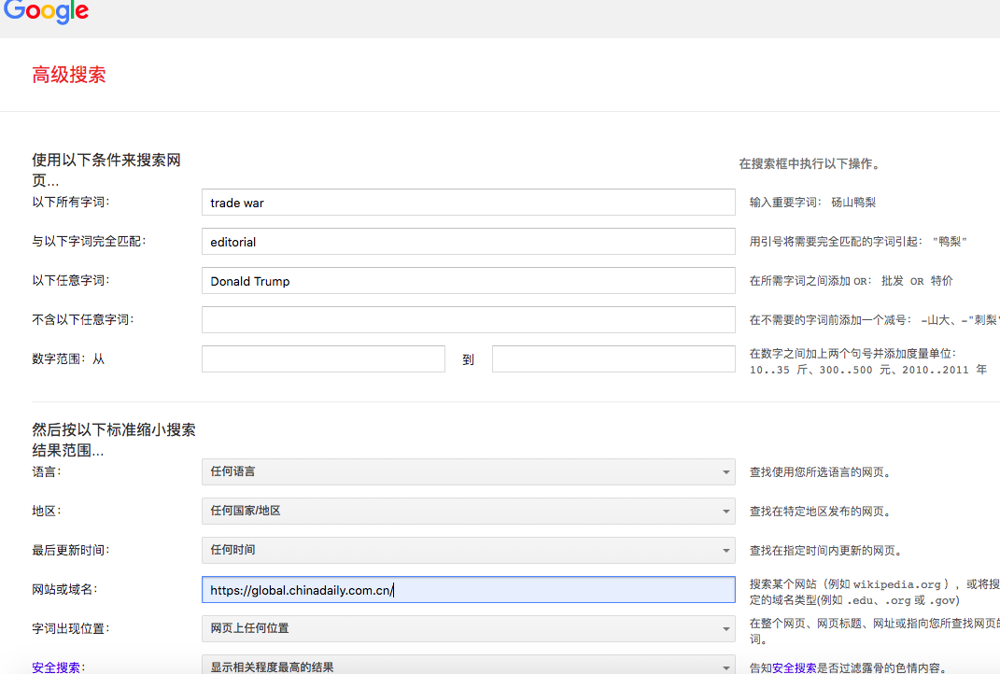 Google
高级搜索
使用以下条件来搜索网
页...
在搜索框中执行以下操作。
以下所有字词：
trade war
输入重要字词： 砀山鸭梨
与以下字词完全匹配：
editorial
用引号将需要完全匹配的字词引起： "鸭梨"
以下任意字词：
Donald Trump
在所需字词之间添加 OR： 批发 OR 特价
不含以下任意字词：
在不需要的字词前添加一个减号： -山大、-"刺梨"
数字范围：从
到
在数字之间加上两个句号并添加度量单位：
10..35 斤、300..500 元、2010..2011 年
然后按以下标准缩小搜索
结果范围...
语言：
任何语言
查找使用您所选语言的网页。
地区：
任何国家/地区
查找在特定地区发布的网页。
最后更新时间：
任何时间
查找在指定时间内更新的网页。
网站或域名：
https://global.chinadaily.com.cn/
搜索某个网站（例如 wikipedia.org ），或将搜
定的域名类型(例如 .edu、.org 或 .gov)
字词出现位置：
网页上任何位置
在整个网页、网页标题、网址或指向您所查找网页的
词。
安全搜索：
显示相关程度最高的结果
告知安全搜索是否过滤露骨的色情内容。